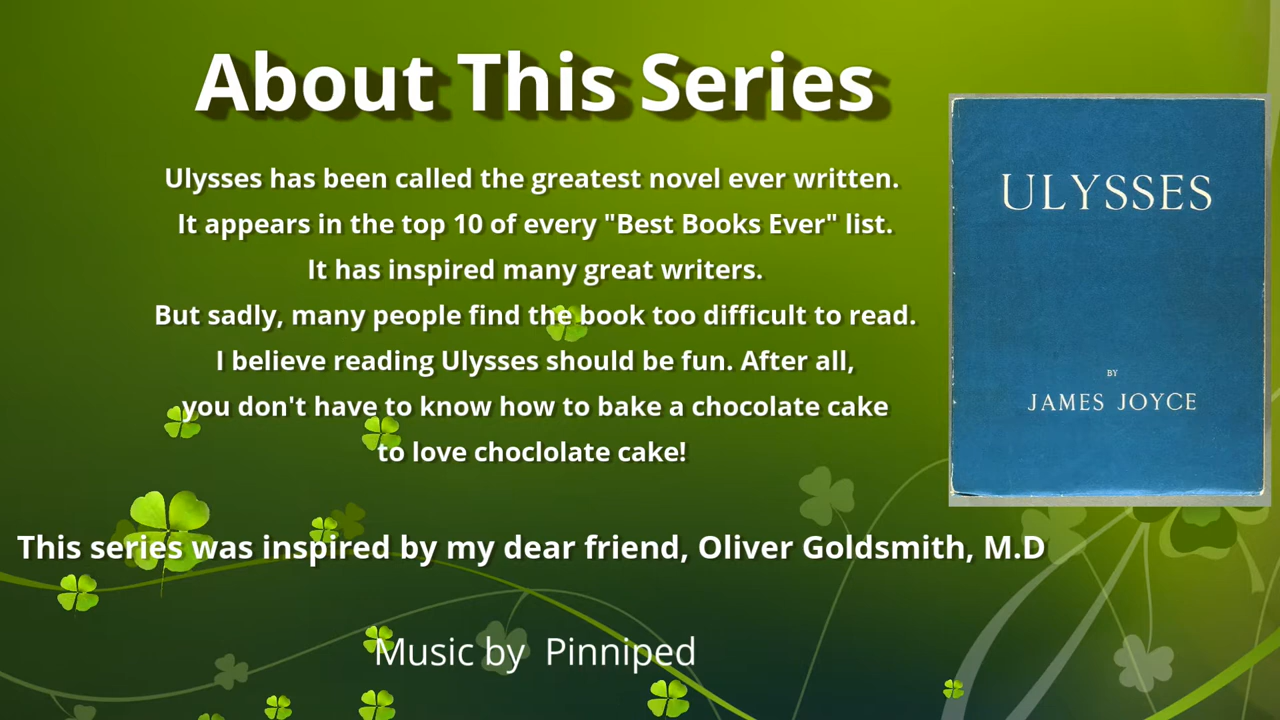 About This Series
Ulysses has been called the greatest novel ever written.
It appears in the top 10 of every "Best Books Ever" list.
It has inspired many great writers.
But sadly, many people find the book too difficult to read.
I believe reading Ulysses should be fun. After all,
you don't have to know how to bake a chocolate cake
to love choclolate cake!
This series was inspired by my dear friend, Oliver Goldsmith, M.D
Music by Pinniped
ULYSSES
BY
JAMES JOYCE